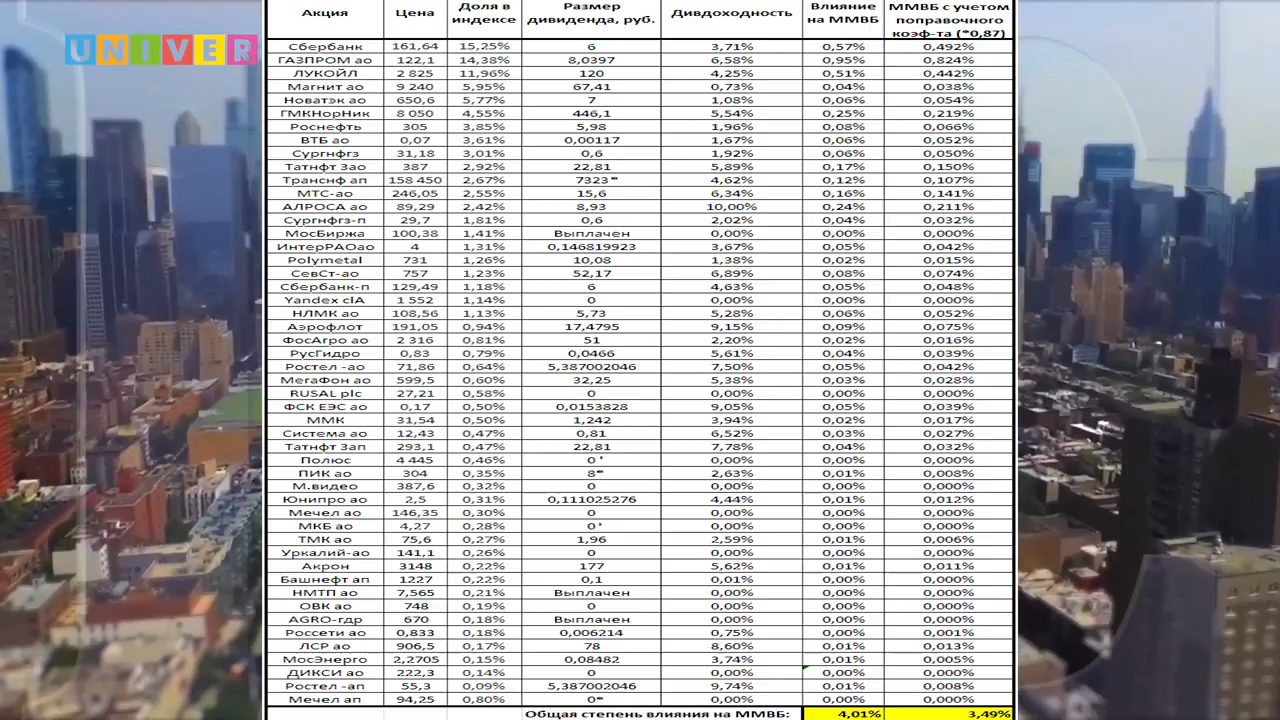 UNIVER
Акция Цена Доля в индексе Размер дивиденда, руб. Дивдоходность Влияние на ММВБ ММВБ с учетом поправочного коэф-та (*0,87)
Сбербанк 161,64 15,25% 6 3,71% 0,57% 0,492%
ГАЗПРОМ ао 122,1 14,38% 8,0397 6,58% 0,95% 0,824%
ЛУКОЙЛ 2 825 11,96% 120 4,25% 0,51% 0,442%
Магнит ао 9 240 5,95% 67,41 0,73% 0,04% 0,038%
Новатэк ао 650,6 5,77% 7 1,08% 0,06% 0,054%
ГМКНорНик 8 050 4,55% 446,1 5,54% 0,25% 0,219%
Роснефть 305 3,85% 5,98 1,96% 0,08% 0,066%
ВТБ ао 0,07 3,61% 0,00117 1,67% 0,06% 0,052%
Сургнфгз 31,18 3,01% 0,6 1,92% 0,06% 0,050%
Татнфт 3ао 387 2,92% 22,81 5,89% 0,17% 0,150%
Транснф ап 158 450 2,67% 7323** 4,62% 0,12% 0,107%
МТС-ао 246,05 2,55% 15,6 6,34% 0,16% 0,141%
АЛРОСА ао 89,29 2,42% 8,93 10,00% 0,24% 0,211%
Сургнфгз-п 29,7 1,81% 0,6 2,02% 0,04% 0,032%
МосБиржа 100,38 1,41% Выплачен 0,00% 0,00% 0,000%
ИнтерРАОао 4 1,31% 0,146819923 3,67% 0,05% 0,042%
Polymetal 731 1,26% 10,08 1,38% 0,02% 0,015%
СевСт-ао 757 1,23% 52,17 6,89% 0,08% 0,074%
Сбербанк-п 129,49 1,18% 6 4,63% 0,05% 0,048%
Yandex clA 1 552 1,14% 0 0,00% 0,00% 0,000%
НЛМК ао 108,56 1,13% 5,73 5,28% 0,06% 0,052%
Аэрофлот 191,05 0,94% 17,4795 9,15% 0,09% 0,075%
ФосАгро ао 2 316 0,81% 51 2,20% 0,02% 0,016%
РусГидро 0,83 0,79% 0,0466 5,61% 0,04% 0,039%
Ростел -ао 71,86 0,64% 5,387002046 7,50% 0,05% 0,042%
МегаФон ао 599,5 0,60% 32,25 5,38% 0,03% 0,028%
RUSAL plc 27,21 0,58% 0 0,00% 0,00% 0,000%
ФСК ЕЭС ао 0,17 0,50% 0,0153828 9,05% 0,05% 0,039%
ММК 31,54 0,50% 1,242 3,94% 0,02% 0,017%
Система ао 12,43 0,47% 0,81 6,52% 0,03% 0,027%
Татнфт 3ап 293,1 0,47% 22,81 7,78% 0,04% 0,032%
Полюс 4 445 0,46% 0 * 0,00% 0,00% 0,000%
ПИК ао 304 0,35% 8** 2,63% 0,01% 0,008%
М.видео 387,6 0,32% 0 0,00% 0,00% 0,000%
Юнипро ао 2,5 0,31% 0,111025276 4,44% 0,01% 0,012%
Мечел ао 146,35 0,30% 0 0,00% 0,00% 0,000%
МКБ ао 4,27 0,28% 0 * 0,00% 0,00% 0,000%
ТМК ао 75,6 0,27% 1,96 2,59% 0,01% 0,006%
Уркалий-ао 141,1 0,26% 0 0,00% 0,00% 0,000%
Акрон 3148 0,22% 177 5,62% 0,01% 0,011%
Башнефт ап 1227 0,22% 0,1 0,01% 0,00% 0,000%
НМТП ао 7,565 0,21% Выплачен 0,00% 0,00% 0,000%
ОВК ао 748 0,19% 0 0,00% 0,00% 0,000%
AGRO-гдр 670 0,18% Выплачен 0,00% 0,00% 0,000%
Россети ао 0,833 0,18% 0,006214 0,75% 0,00% 0,001%
ЛСР ао 906,5 0,17% 78 8,60% 0,01% 0,013%
МосЭнерго 2,2705 0,15% 0,08482 3,74% 0,01% 0,005%
ДИКСИ ао 222,3 0,14% 0 0,00% 0,00% 0,000%
Ростел -ап 55,3 0,09% 5,387002046 9,74% 0,01% 0,008%
Мечел ап 94,25 0,80% 0** 0,00% 0,00% 0,000%
Общая степень влияния на ММВБ: 4,01% 3,49%